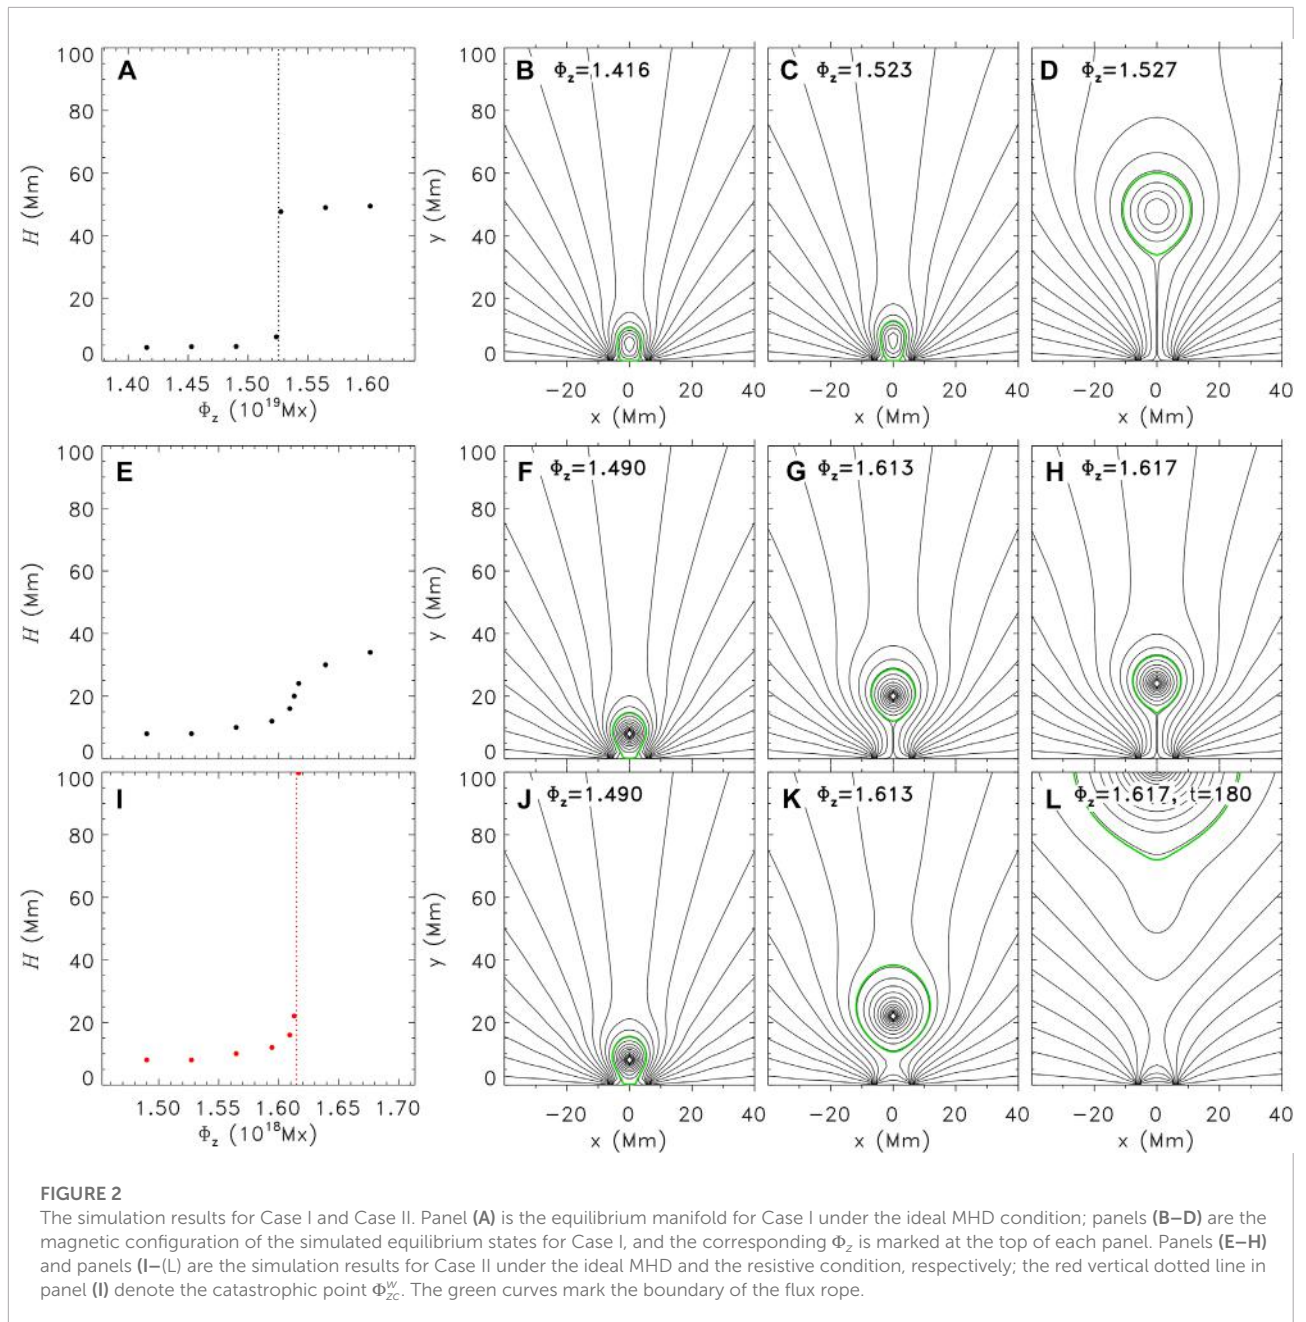 A
H (Mm)
100
80
60
40
20
0
1.40 1.45 1.50 1.55 1.60
Φz (10^19Mx)
B Φz=1.416
C Φz=1.523
D Φz=1.527
y (Mm)
100
80
60
40
20
0
−20 0 20 40
−20 0 20 40
−20 0 20 40
x (Mm)
x (Mm)
x (Mm)
E
H (Mm)
100
80
60
40
20
0
F Φz=1.490
G Φz=1.613
H Φz=1.617
y (Mm)
100
80
60
40
20
0
I
H (Mm)
100
80
60
40
20
0
1.50 1.55 1.60 1.65 1.70
Φz (10^18Mx)
J Φz=1.490
K Φz=1.613
L Φz=1.617, t=180
y (Mm)
100
80
60
40
20
0
−20 0 20 40
−20 0 20 40
−20 0 20 40
x (Mm)
x (Mm)
x (Mm)
FIGURE 2
The simulation results for Case I and Case II. Panel (A) is the equilibrium manifold for Case I under the ideal MHD condition; panels (B–D) are the
magnetic configuration of the simulated equilibrium states for Case I, and the corresponding Φz is marked at the top of each panel. Panels (E–H)
and panels (I–(L) are the simulation results for Case II under the ideal MHD and the resistive condition, respectively; the red vertical dotted line in
panel (I) denote the catastrophic point Φ^w_zc. The green curves mark the boundary of the flux rope.